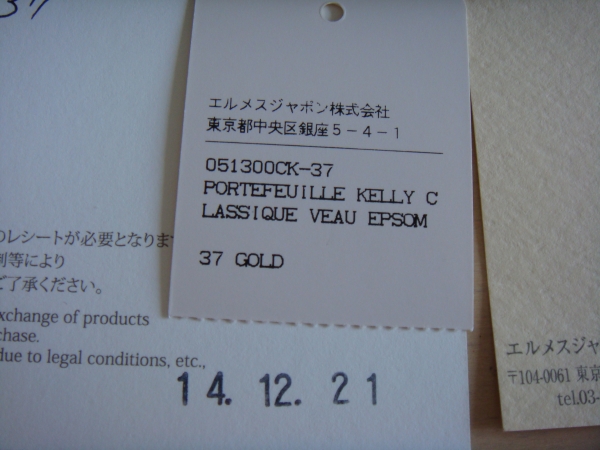 37
エルメスジャポン株式会社
東京都中央区銀座5-4-1
051300CK-37
PORTEFEUILLE KELLY C
LASSIQUE VEAU EPSOM
37 GOLD
のレシートが必要となりま
制等により
ご了承ください。
xchange of products
chase.
due to legal conditions, etc.,
14.12.21
エルメスジャ
〒104-0061 東京
tel.03-